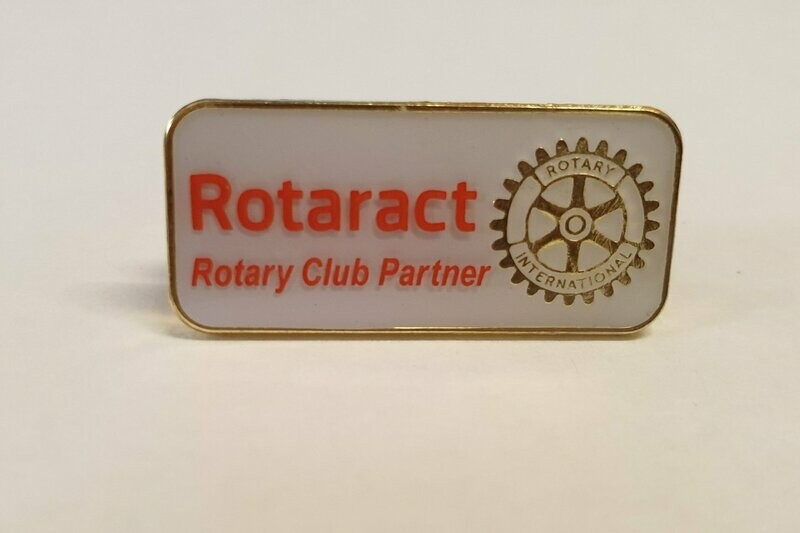 Rotaract
Rotary Club Partner
ROTARY
INTERNATIONAL